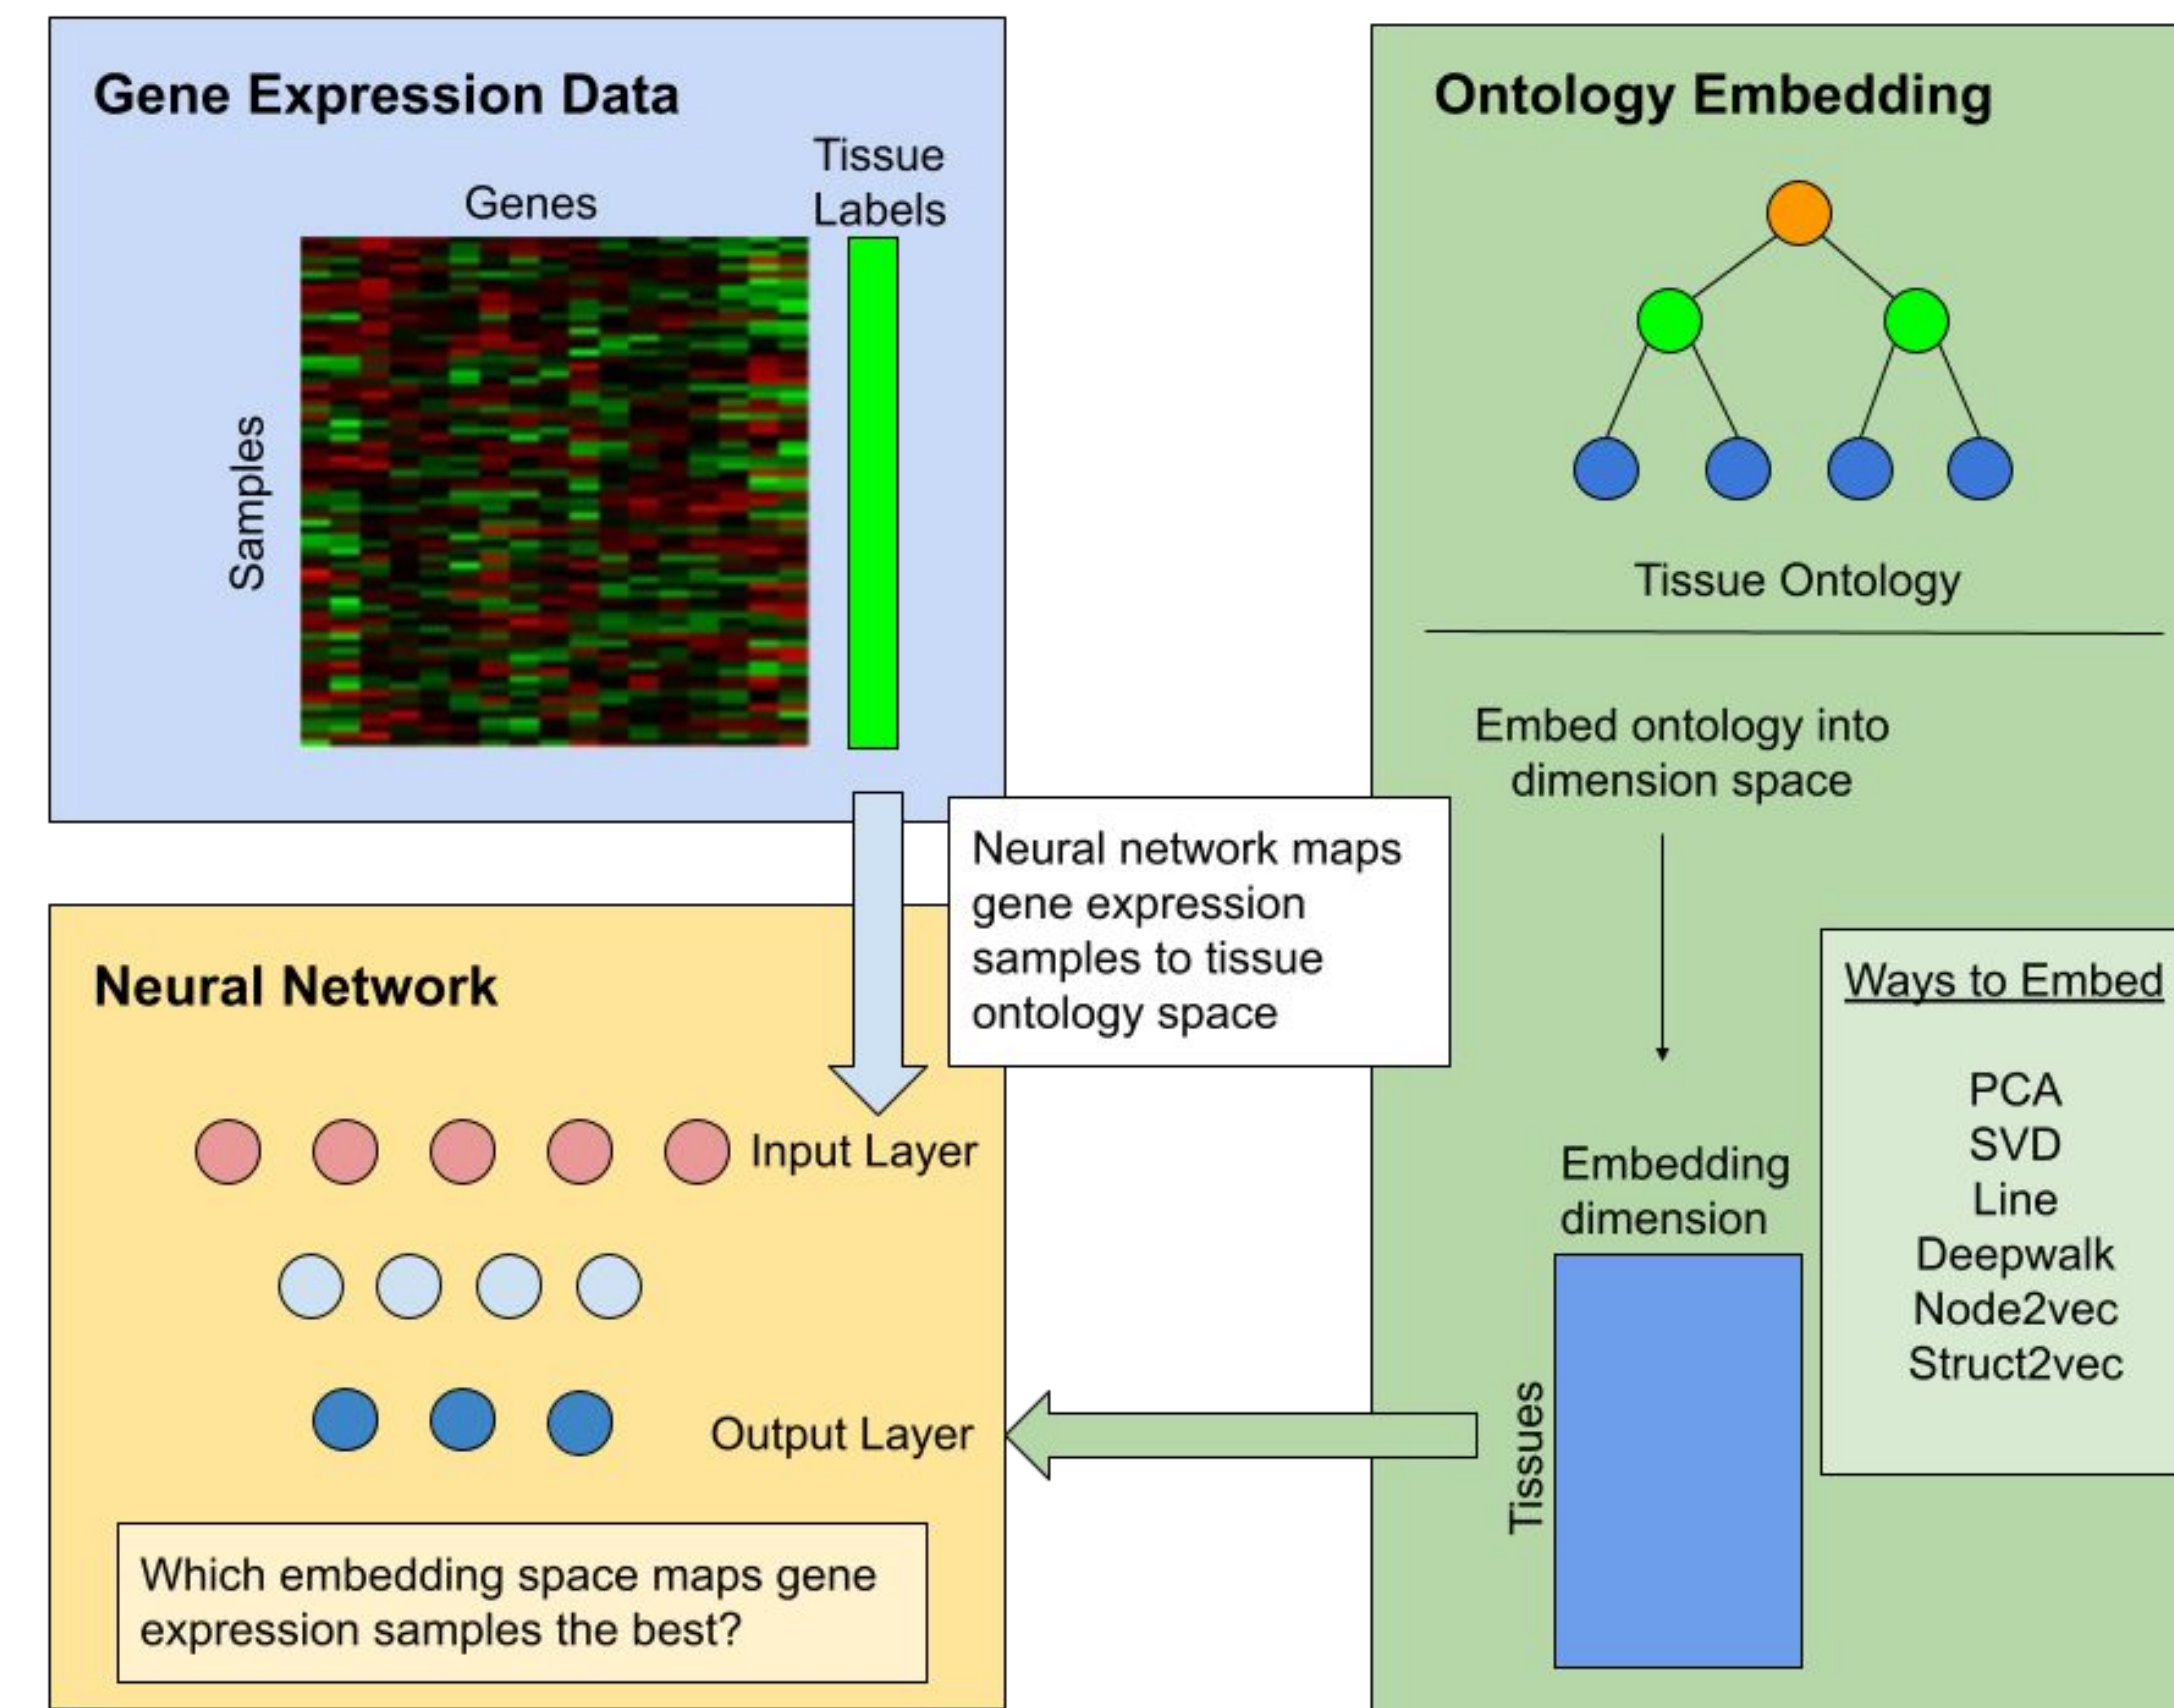 Gene Expression Data
Tissue
Labels
Genes
Samples
Neural network maps
gene expression
samples to tissue
ontology space
Neural Network
Input Layer
Output Layer
Which embedding space maps gene
expression samples the best?
Ontology Embedding
Tissue Ontology
Embed ontology into
dimension space
Embedding
dimension
Tissues
Ways to Embed
PCA
SVD
Line
Deepwalk
Node2vec
Struct2vec